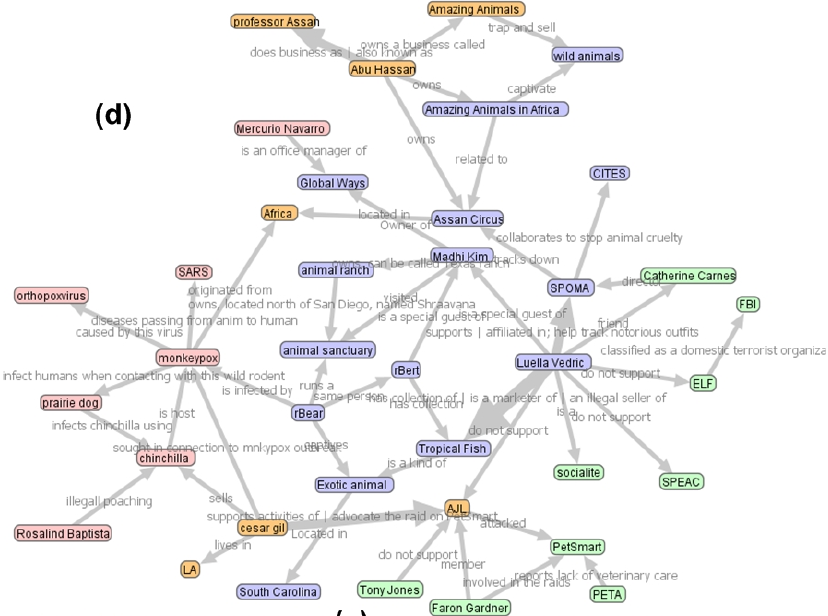 Amazing Animals
professor Assan
trap and sell
owns a business called
does business as | also known as
wild animals
Abu Hassan
owns
captivate
(d)
Amazing Animals in Africa
Mercurio Navarro
owns
is an office manager of
related to
CITES
Global Ways
Africa
located in
Assan Circus
Owner of
collaborates to stop animal cruelty
Madhi Kim
tracks down
owns, can be called Texas ranch
animal ranch
SARS
Catherine Carnes
director
SPOMA
originated from
orthopoxvirus
visited
owns, located north of San Diego, named Shraavana
FBI
is a special guest of
is a special guest of
diseases passing from anim to human
friend
caused by this virus
supports | affiliated in; help track notorious outfits
animal sanctuary
classified as a domestic terrorist organiza
monkeypox
Luella Vedric
rBert
infect humans when contacting with this wild rodent
do not support
ELF
runs a
is infected by
same person
has collection of | is a marketer of | an illegal seller of
has collection
prairie dog
rBear
is host
is a
do not support
infects chinchilla using
do not support
captives
sought in connection to mnkypox outbreak
Tropical Fish
chinchilla
is a kind of
socialite
SPEAC
Exotic animal
illegall poaching
sells
AJL
supports activities of | advocate the raid on PetSmart
attacked
cesar gil
Rosalind Baptista
Located in
lives in
PetSmart
do not support
member
LA
reports lack of veterinary care
involved in the raids
South Carolina
Tony Jones
PETA
Faron Gardner